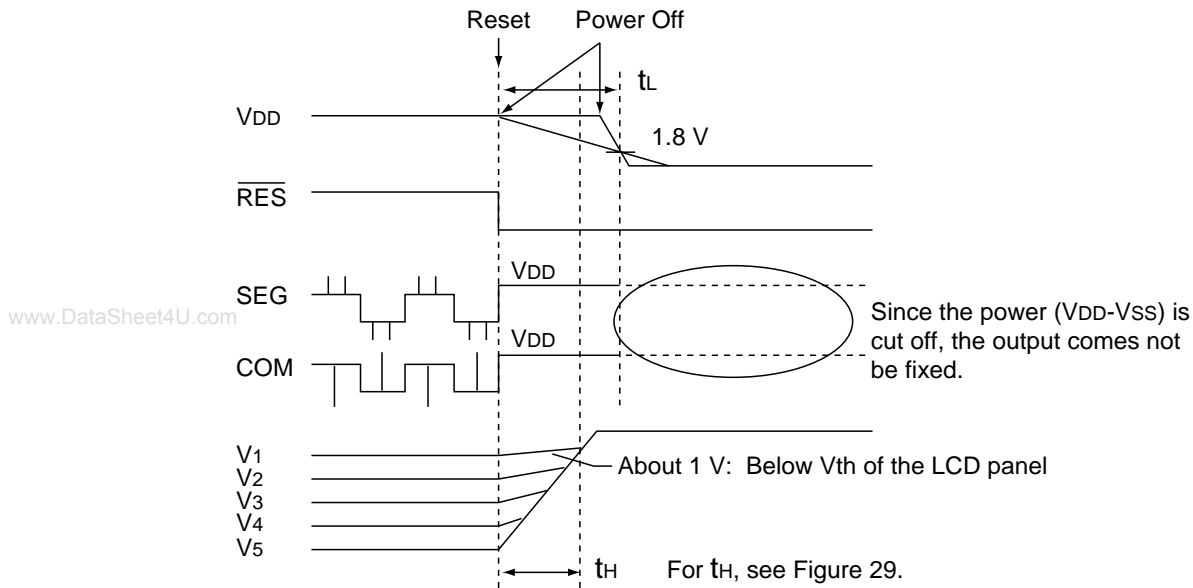 Reset
Power Off
tL
VDD
1.8 V
RES
VDD
SEG
www.DataSheet4U.com
VDD
COM
Since the power (VDD-VSS) is
cut off, the output comes not
be fixed.
V1
About 1 V: Below Vth of the LCD panel
V2
V3
V4
V5
tH
For tH, see Figure 29.